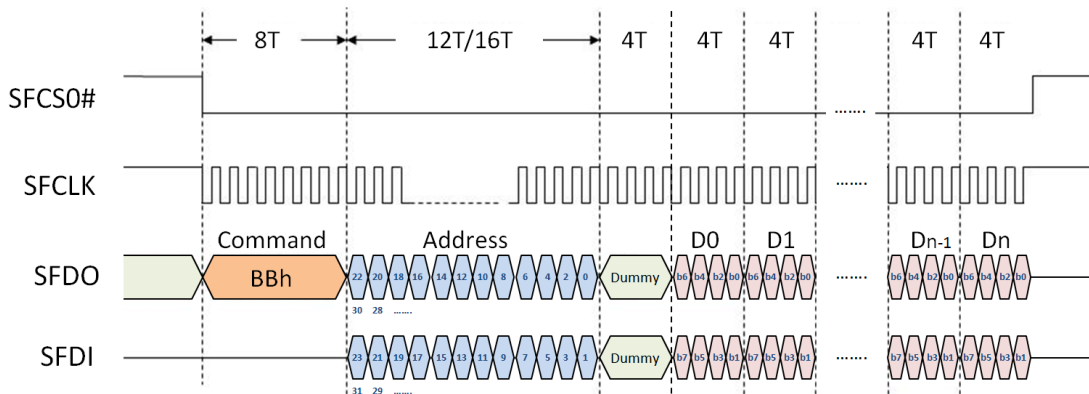 8T 12T/16T 4T 4T 4T 4T 4T
SFCS0# .......
SFCLK .......
Command Address D0 D1 Dn-1 Dn
SFDO BBh 22 20 18 16 14 12 10 8 6 4 2 0 Dummy b6 b4 b2 b0 b6 b4 b2 b0 ....... b6 b4 b2 b0 b6 b4 b2 b0
30 28 .......
SFDI 23 21 19 17 15 13 11 9 7 5 3 1 Dummy b7 b5 b3 b1 b7 b5 b3 b1 ....... b7 b5 b3 b1 b7 b5 b3 b1
31 29 .......